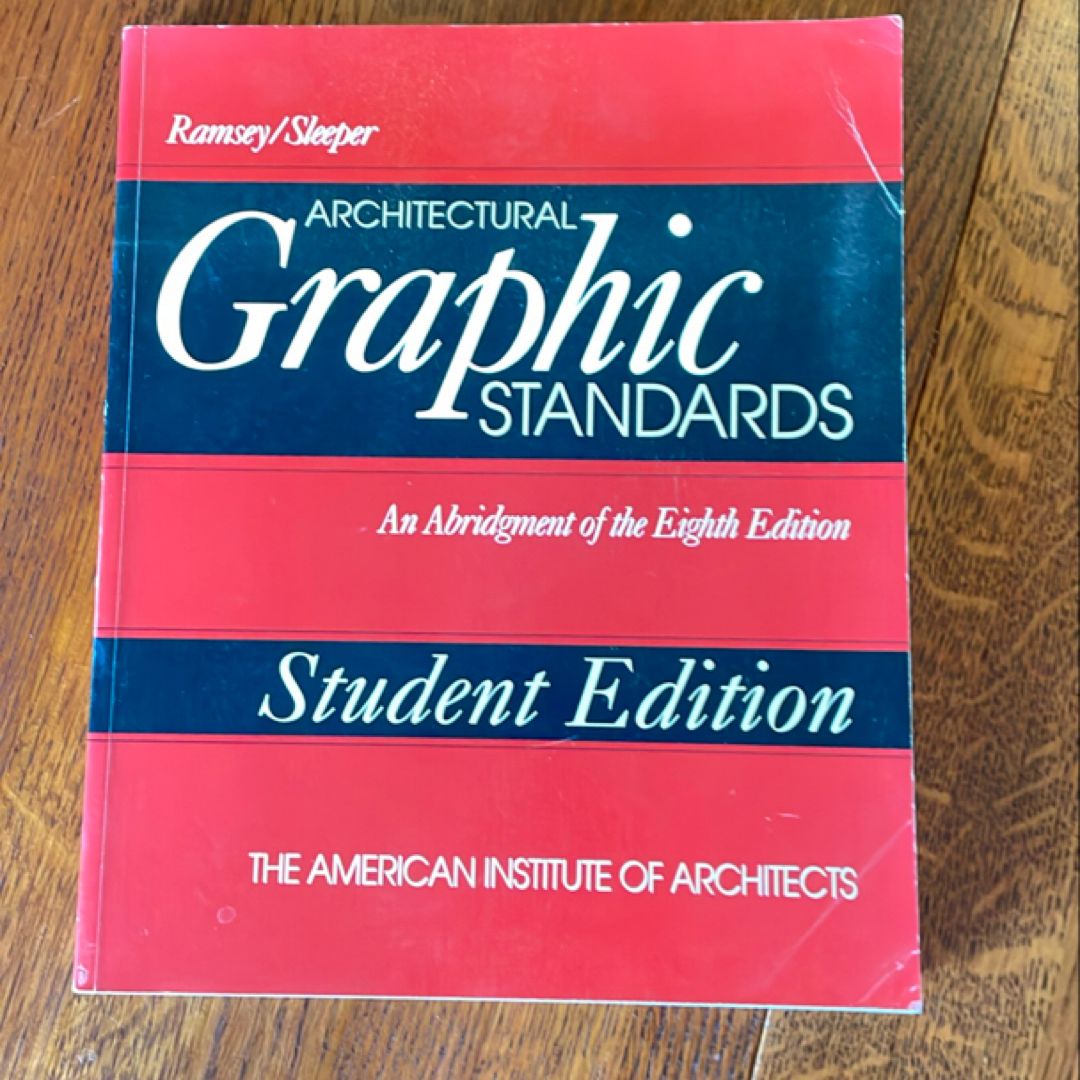 Ramsey/Sleeper
ARCHITECTURAL
Graphic
STANDARDS
An Abridgment of the Eighth Edition
Student Edition
THE AMERICAN INSTITUTE OF ARCHITECTS